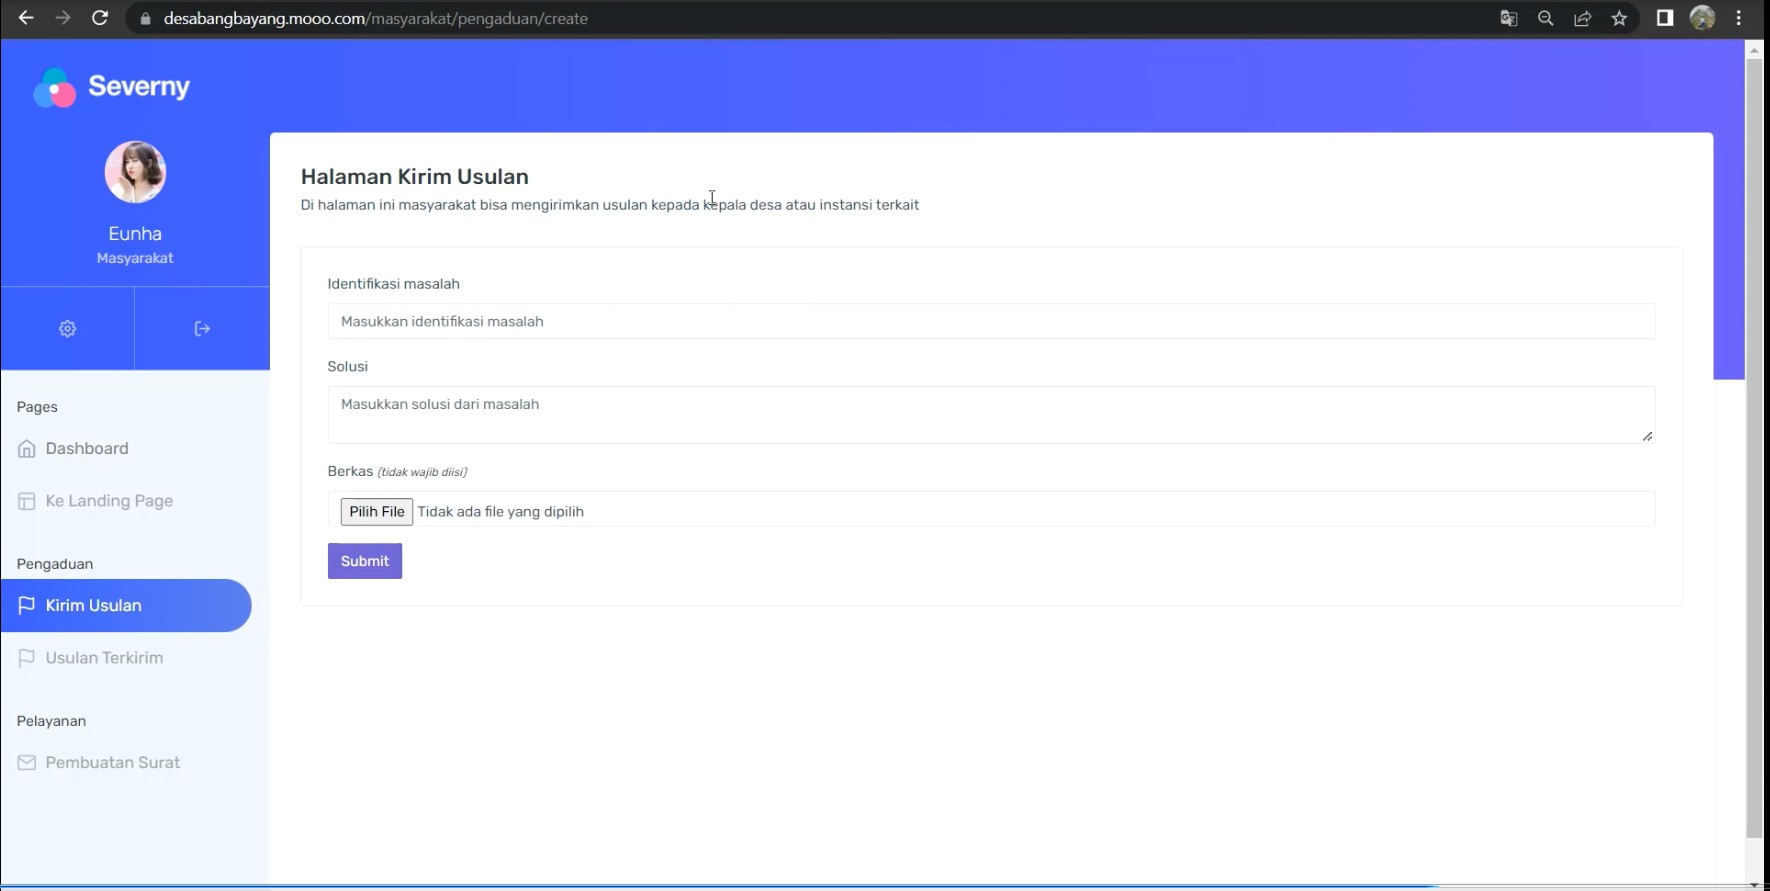 desabangbayang.mooo.com/masyarakat/pengaduan/create
Severny
Eunha
Masyarakat
Pages
Dashboard
Ke Landing Page
Pengaduan
Kirim Usulan
Usulan Terkirim
Pelayanan
Pembuatan Surat
Halaman Kirim Usulan
Di halaman ini masyarakat bisa mengirimkan usulan kepada kepala desa atau instansi terkait
Identifikasi masalah
Masukkan identifikasi masalah
Solusi
Masukkan solusi dari masalah
Berkas (tidak wajib diisi)
Pilih File Tidak ada file yang dipilih
Submit